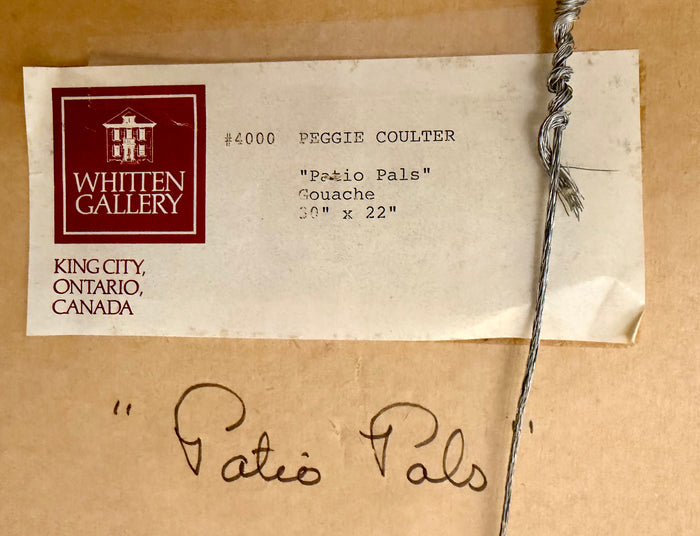 WHITTEN
GALLERY
KING CITY,
ONTARIO,
CANADA
#4000 PEGGIE COULTER
"Patio Pals"
Gouache
30" x 22"
"Patio Pals"